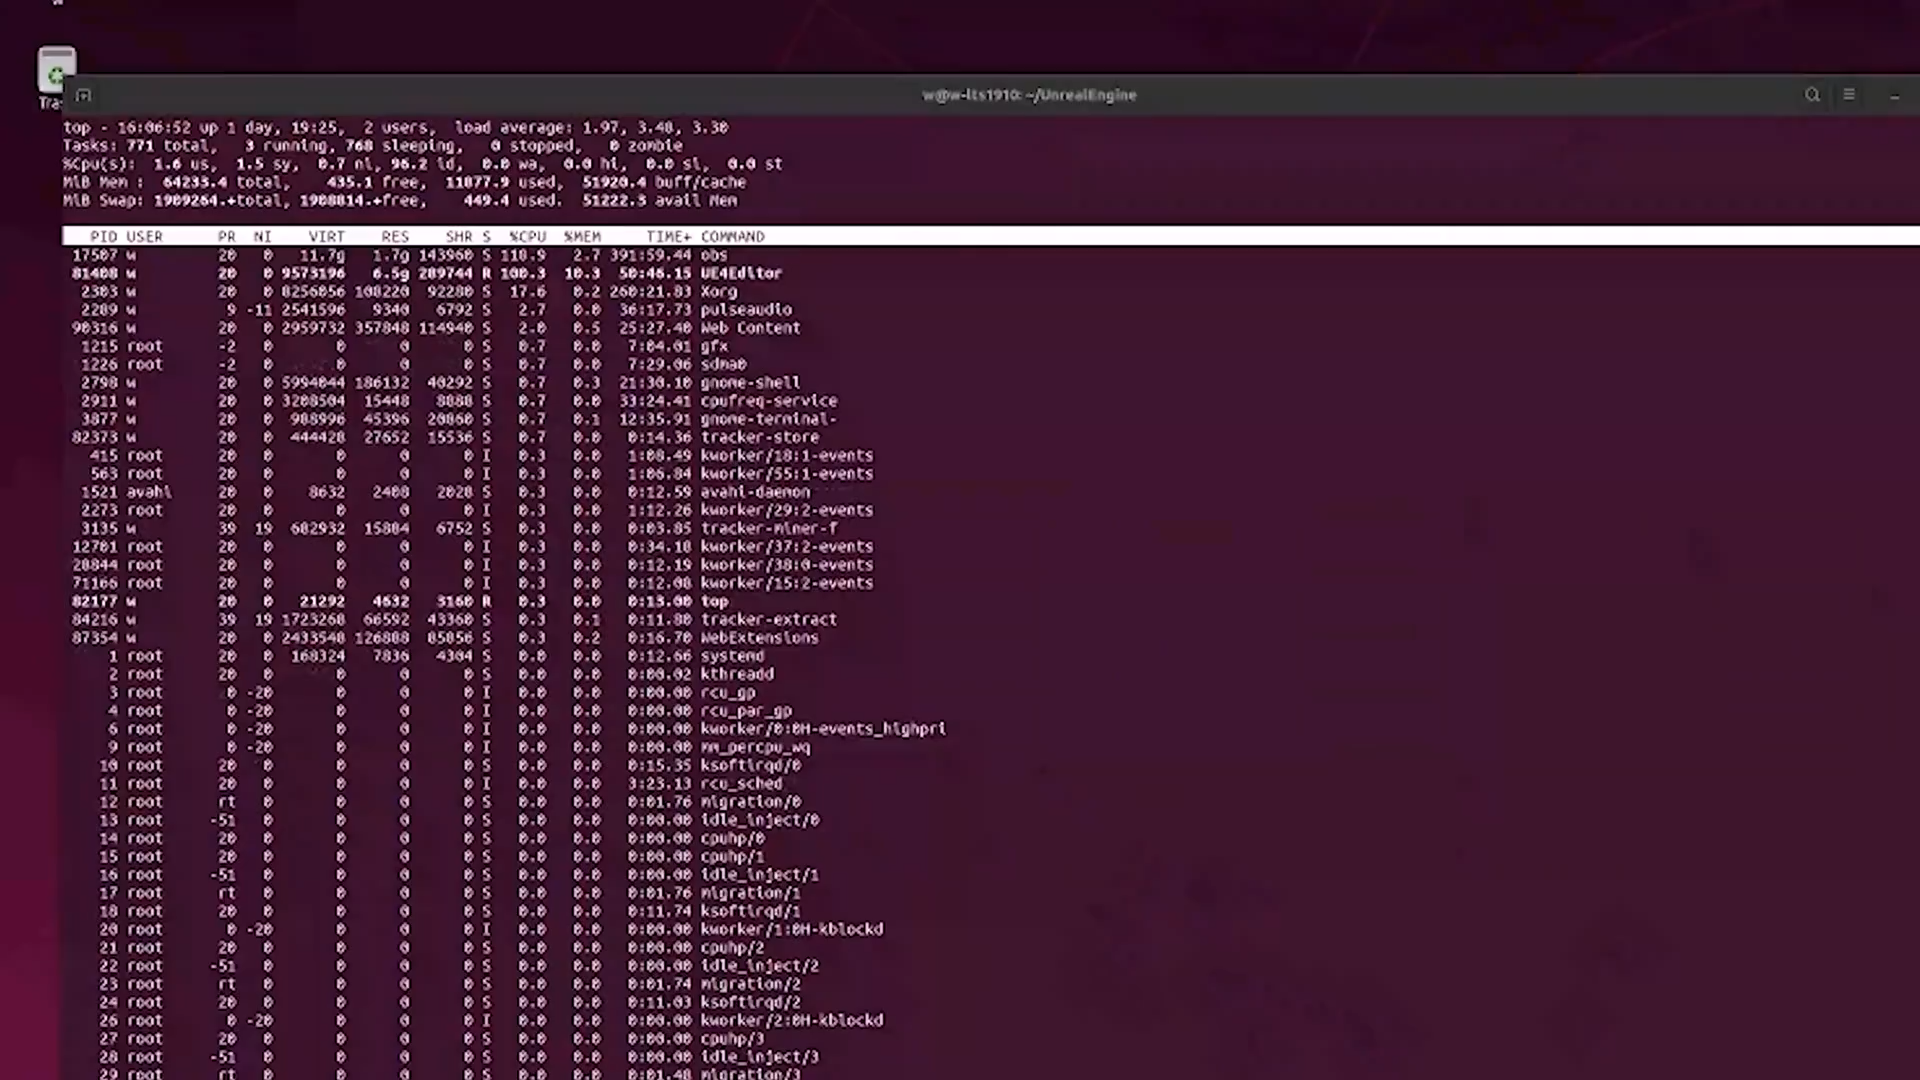 w@w-lts1910: ~/UnrealEngine
top - 16:06:52 up 1 day, 19:25,  2 users,  load average: 1.97, 3.48, 3.30
Tasks: 771 total,   3 running, 768 sleeping,   0 stopped,   0 zombie
%Cpu(s):  1.6 us,  1.5 sy,  0.7 ni, 96.2 id,  0.0 wa,  0.0 hi,  0.0 si,  0.0 st
MiB Mem :  64233.4 total,    435.1 free,  11877.9 used,  51920.4 buff/cache
MiB Swap: 1909264.+total, 1908814.+free,    449.4 used.  51222.3 avail Mem
PID USER      PR  NI    VIRT    RES    SHR S  %CPU  %MEM     TIME+ COMMAND
17507 w         20   0   11.7g   1.7g 143960 S 118.9   2.7 391:59.44 obs
81408 w         20   0 9573196   6.5g 209744 R 100.3  10.3  50:46.15 UE4Editor
2303 w         20   0 8256056 108220  92280 S  17.6   0.2 260:21.83 Xorg
2289 w          9 -11 2541596   9340   6792 S   2.7   0.0  36:17.73 pulseaudio
90316 w         20   0 2959732 357848 114940 S   2.0   0.5  25:27.40 Web Content
1215 root      -2   0       0      0      0 S   0.7   0.0   7:04.01 gfx
1226 root      -2   0       0      0      0 S   0.7   0.0   7:29.06 sdma0
2798 w         20   0 5994044 186132  40292 S   0.7   0.3  21:30.10 gnome-shell
2911 w         20   0 3208504  15448   8088 S   0.7   0.0  33:24.41 cpufreq-service
3877 w         20   0  988996  45396  20860 S   0.7   0.1  12:35.91 gnome-terminal-
82373 w         20   0  444428  27652  15536 S   0.7   0.0   0:14.36 tracker-store
415 root      20   0       0      0      0 I   0.3   0.0   1:08.49 kworker/18:1-events
563 root      20   0       0      0      0 I   0.3   0.0   1:06.84 kworker/55:1-events
1521 avahi     20   0    8632   2408   2028 S   0.3   0.0   0:12.59 avahi-daemon
2273 root      20   0       0      0      0 I   0.3   0.0   1:12.26 kworker/29:2-events
3135 w         39  19  682932  15884   6752 S   0.3   0.0   0:03.85 tracker-miner-f
12701 root      20   0       0      0      0 I   0.3   0.0   0:34.18 kworker/37:2-events
20844 root      20   0       0      0      0 I   0.3   0.0   0:12.19 kworker/38:0-events
71166 root      20   0       0      0      0 I   0.3   0.0   0:12.08 kworker/15:2-events
82177 w         20   0   21292   4632   3160 R   0.3   0.0   0:13.00 top
84216 w         39  19 1723268  66592  43360 S   0.3   0.1   0:11.80 tracker-extract
87354 w         20   0 2433548 126888  85056 S   0.3   0.2   0:16.70 WebExtensions
1 root      20   0  168324   7836   4304 S   0.0   0.0   0:12.66 systemd
2 root      20   0       0      0      0 S   0.0   0.0   0:00.02 kthreadd
3 root       0 -20       0      0      0 I   0.0   0.0   0:00.00 rcu_gp
4 root       0 -20       0      0      0 I   0.0   0.0   0:00.00 rcu_par_gp
6 root       0 -20       0      0      0 I   0.0   0.0   0:00.00 kworker/0:0H-events_highpri
9 root       0 -20       0      0      0 I   0.0   0.0   0:00.00 mm_percpu_wq
10 root      20   0       0      0      0 S   0.0   0.0   0:15.35 ksoftirqd/0
11 root      20   0       0      0      0 I   0.0   0.0   3:23.13 rcu_sched
12 root      rt   0       0      0      0 S   0.0   0.0   0:01.76 migration/0
13 root     -51   0       0      0      0 S   0.0   0.0   0:00.00 idle_inject/0
14 root      20   0       0      0      0 S   0.0   0.0   0:00.00 cpuhp/0
15 root      20   0       0      0      0 S   0.0   0.0   0:00.00 cpuhp/1
16 root     -51   0       0      0      0 S   0.0   0.0   0:00.00 idle_inject/1
17 root      rt   0       0      0      0 S   0.0   0.0   0:01.76 migration/1
18 root      20   0       0      0      0 S   0.0   0.0   0:11.74 ksoftirqd/1
20 root       0 -20       0      0      0 I   0.0   0.0   0:00.00 kworker/1:0H-kblockd
21 root      20   0       0      0      0 S   0.0   0.0   0:00.00 cpuhp/2
22 root     -51   0       0      0      0 S   0.0   0.0   0:00.00 idle_inject/2
23 root      rt   0       0      0      0 S   0.0   0.0   0:01.74 migration/2
24 root      20   0       0      0      0 S   0.0   0.0   0:11.03 ksoftirqd/2
26 root       0 -20       0      0      0 I   0.0   0.0   0:00.00 kworker/2:0H-kblockd
27 root      20   0       0      0      0 S   0.0   0.0   0:00.00 cpuhp/3
28 root     -51   0       0      0      0 S   0.0   0.0   0:00.00 idle_inject/3
29 root      rt   0       0      0      0 S   0.0   0.0   0:01.48 migration/3